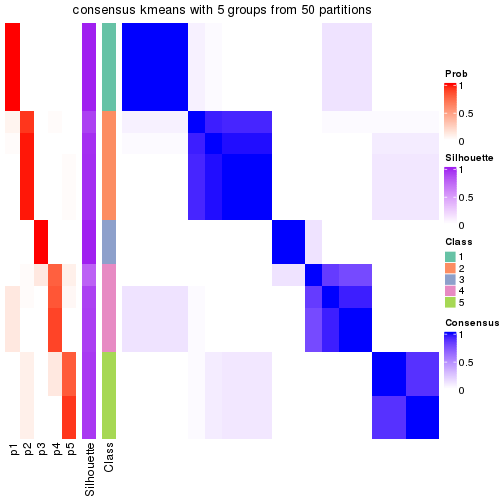 consensus kmeans with 5 groups from 50 partitions
Prob
1
0.5
0
Silhouette
1
0.5
0
Class
1
2
3
4
5
Consensus
1
0.5
0
p1
p2
p3
p4
p5
Silhouette
Class